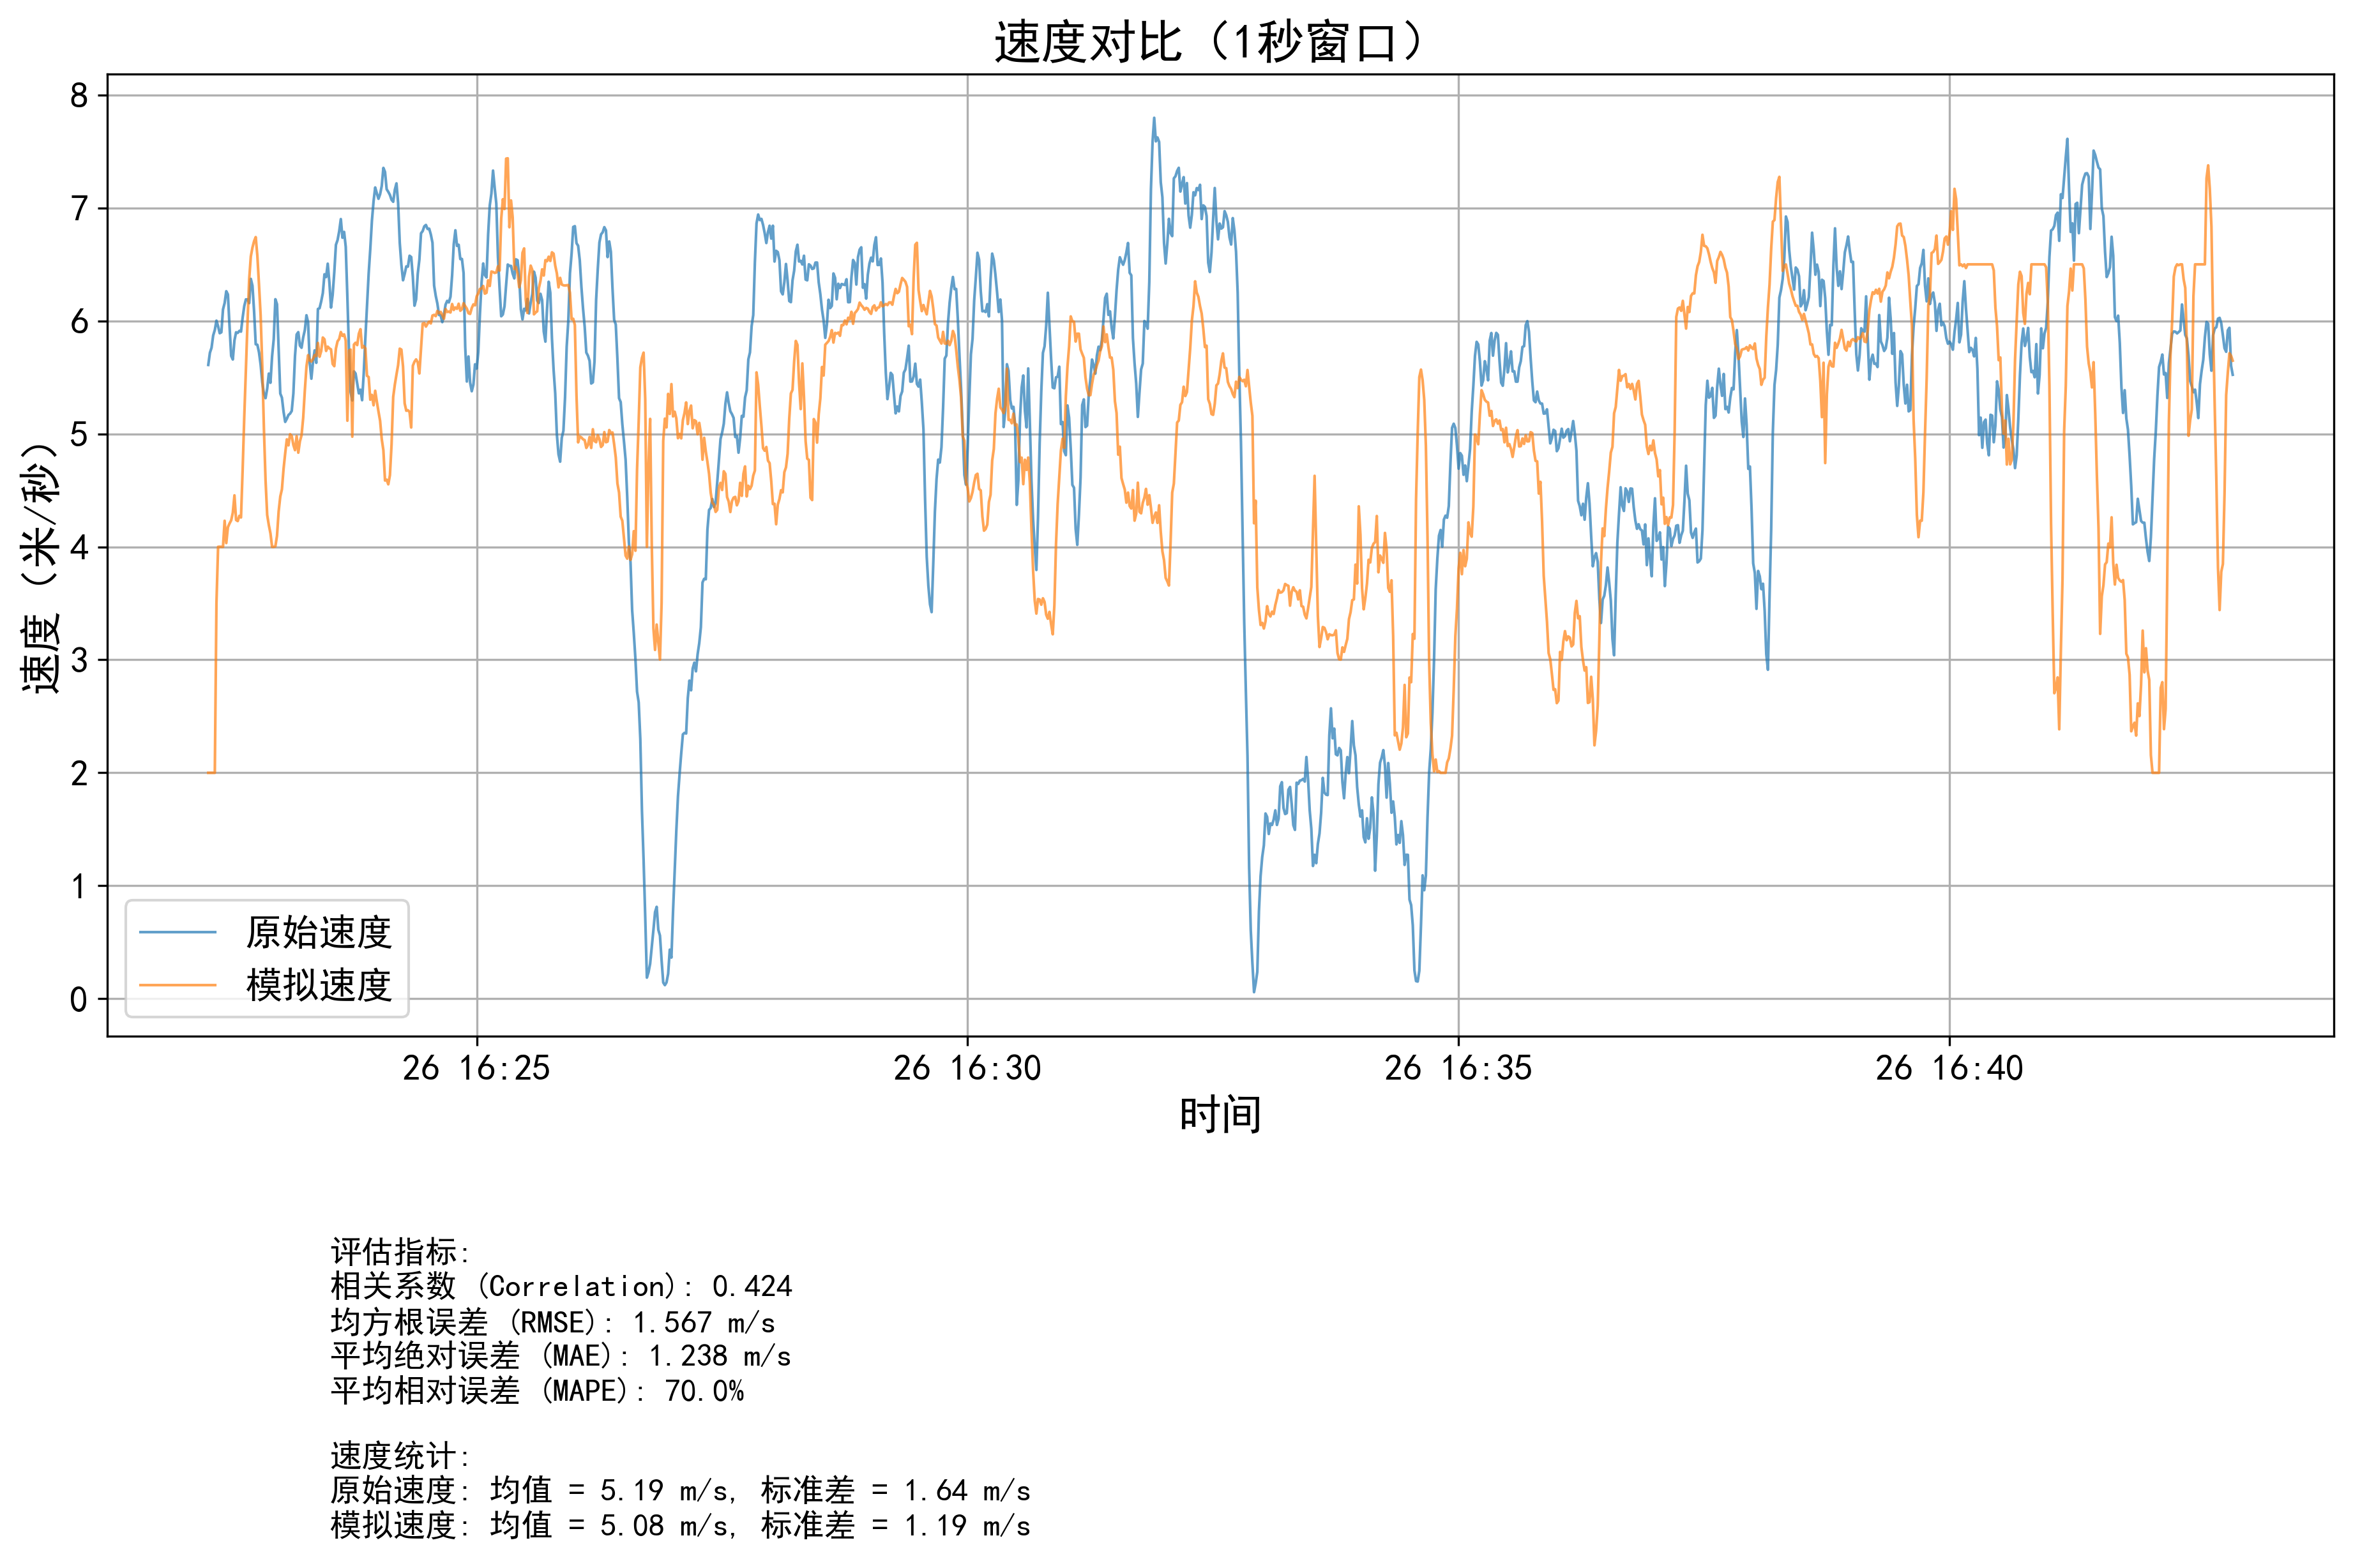 速度对比（1秒窗口）
8
7
6
5
4
3
2
1
0
速度（米/秒）
原始速度
模拟速度
26 16:25
26 16:30
26 16:35
26 16:40
时间
评估指标:
相关系数 (Correlation): 0.424
均方根误差 (RMSE): 1.567 m/s
平均绝对误差 (MAE): 1.238 m/s
平均相对误差 (MAPE): 70.0%
速度统计:
原始速度: 均值 = 5.19 m/s, 标准差 = 1.64 m/s
模拟速度: 均值 = 5.08 m/s, 标准差 = 1.19 m/s